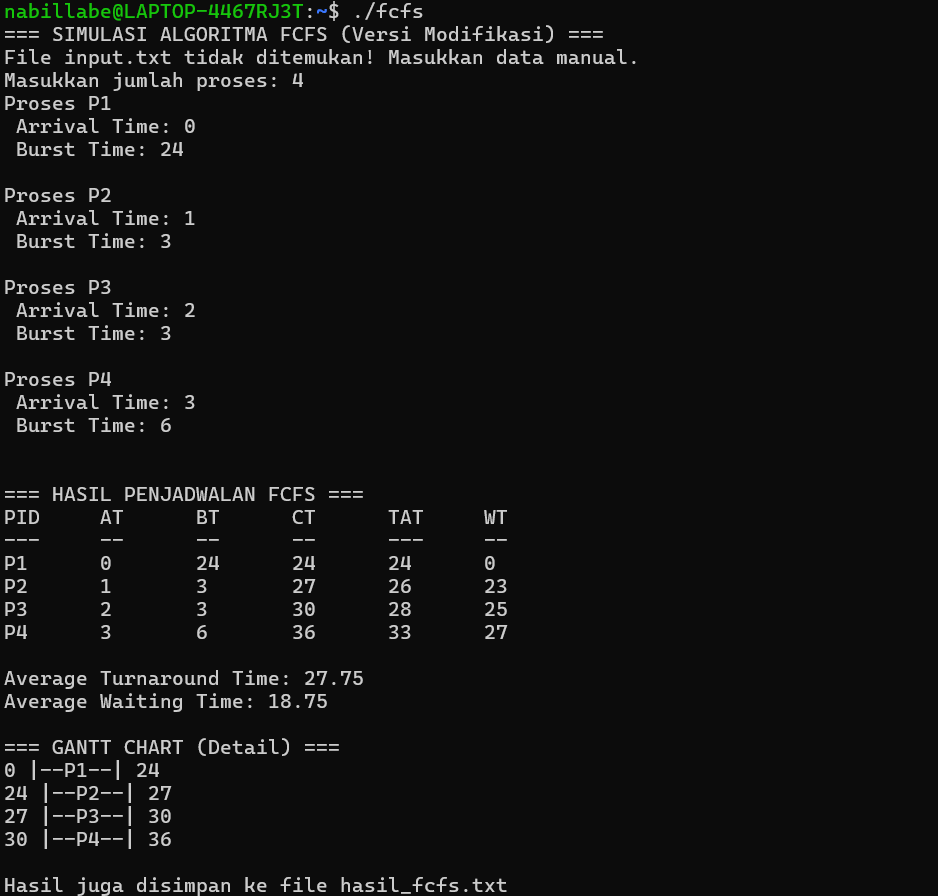 nabillabe@LAPTOP-4467RJ3T:~$ ./fcfs
=== SIMULASI ALGORITMA FCFS (Versi Modifikasi) ===
File input.txt tidak ditemukan! Masukkan data manual.
Masukkan jumlah proses: 4
Proses P1
 Arrival Time: 0
 Burst Time: 24

Proses P2
 Arrival Time: 1
 Burst Time: 3

Proses P3
 Arrival Time: 2
 Burst Time: 3

Proses P4
 Arrival Time: 3
 Burst Time: 6


=== HASIL PENJADWALAN FCFS ===
PID     AT      BT      CT      TAT     WT
---     --      --      --      ---     --
P1      0       24      24      24      0
P2      1       3       27      26      23
P3      2       3       30      28      25
P4      3       6       36      33      27

Average Turnaround Time: 27.75
Average Waiting Time: 18.75

=== GANTT CHART (Detail) ===
0 |--P1--| 24
24 |--P2--| 27
27 |--P3--| 30
30 |--P4--| 36

Hasil juga disimpan ke file hasil_fcfs.txt